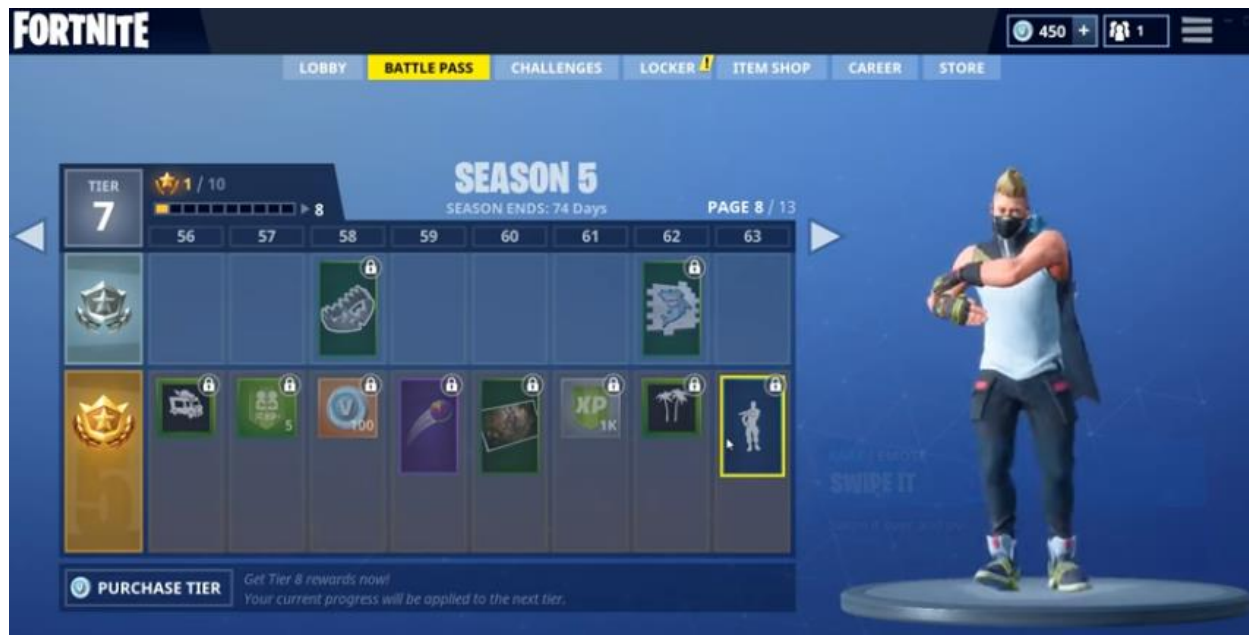 FORTNITE
450 +
1
LOBBY BATTLE PASS CHALLENGES LOCKER ! ITEM SHOP CAREER STORE
SEASON 5
SEASON ENDS: 74 Days
PAGE 8 / 13
TIER
7
1 / 10
8
56 57 58 59 60 61 62 63
5
V
100
XP
1K
EMOTE
SWIPE IT
PURCHASE TIER
Get Tier 8 rewards now!
Your current progress will be applied to the next tier.